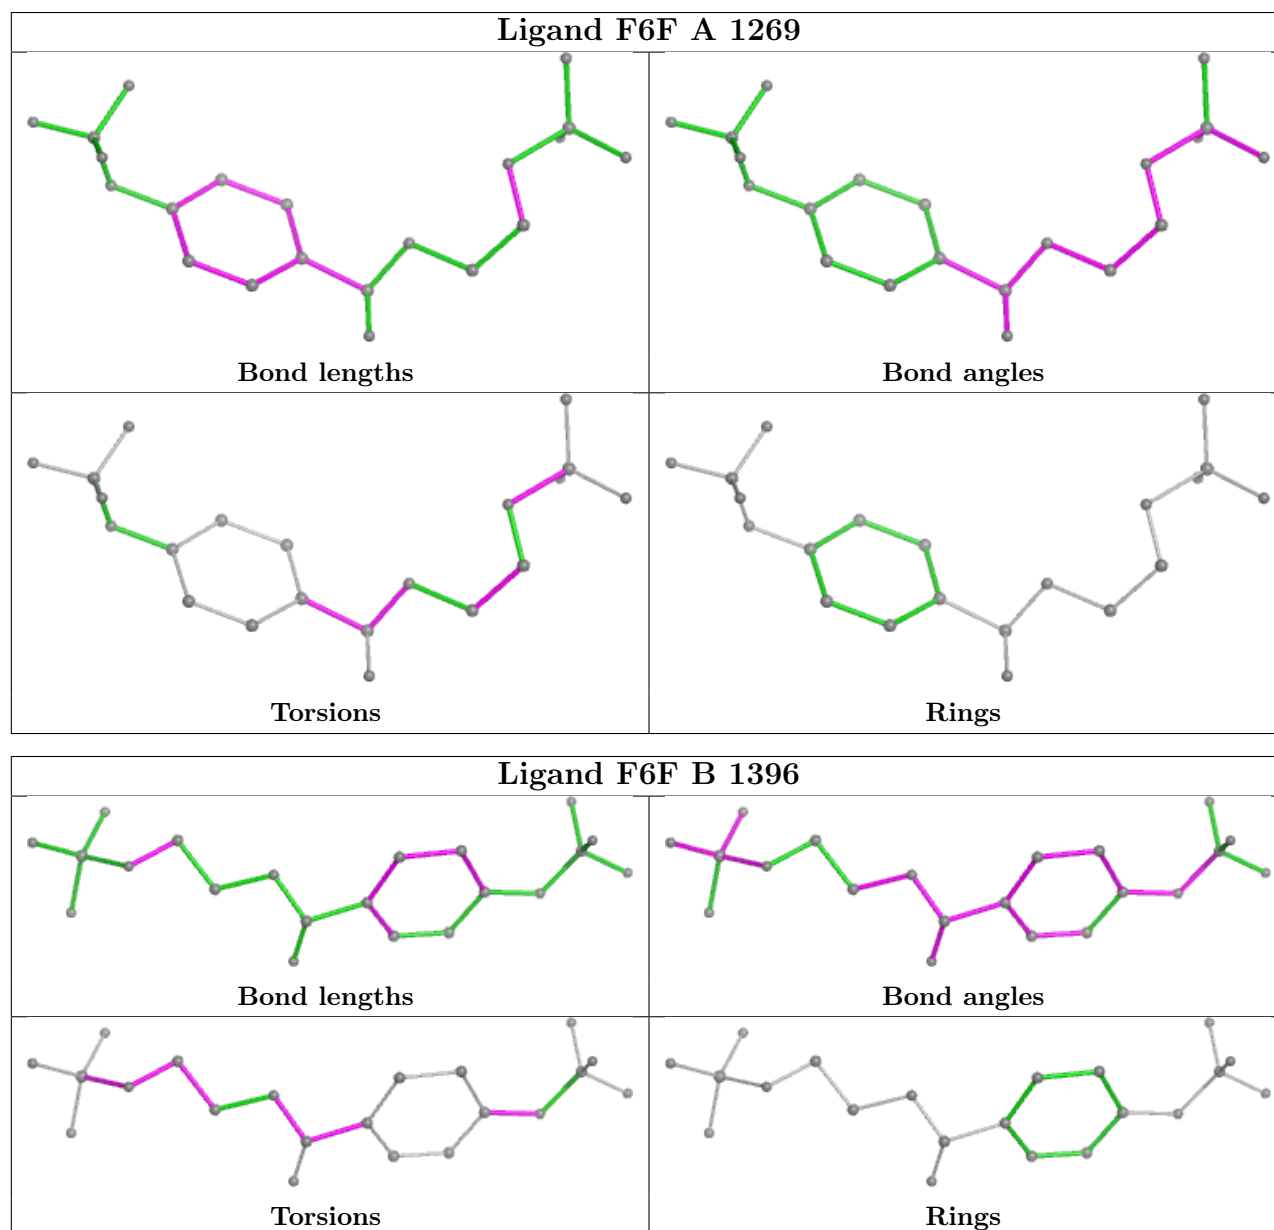 Ligand F6F A 1269
Bond lengths
Bond angles
Torsions
Rings
Ligand F6F B 1396
Bond lengths
Bond angles
Torsions
Rings